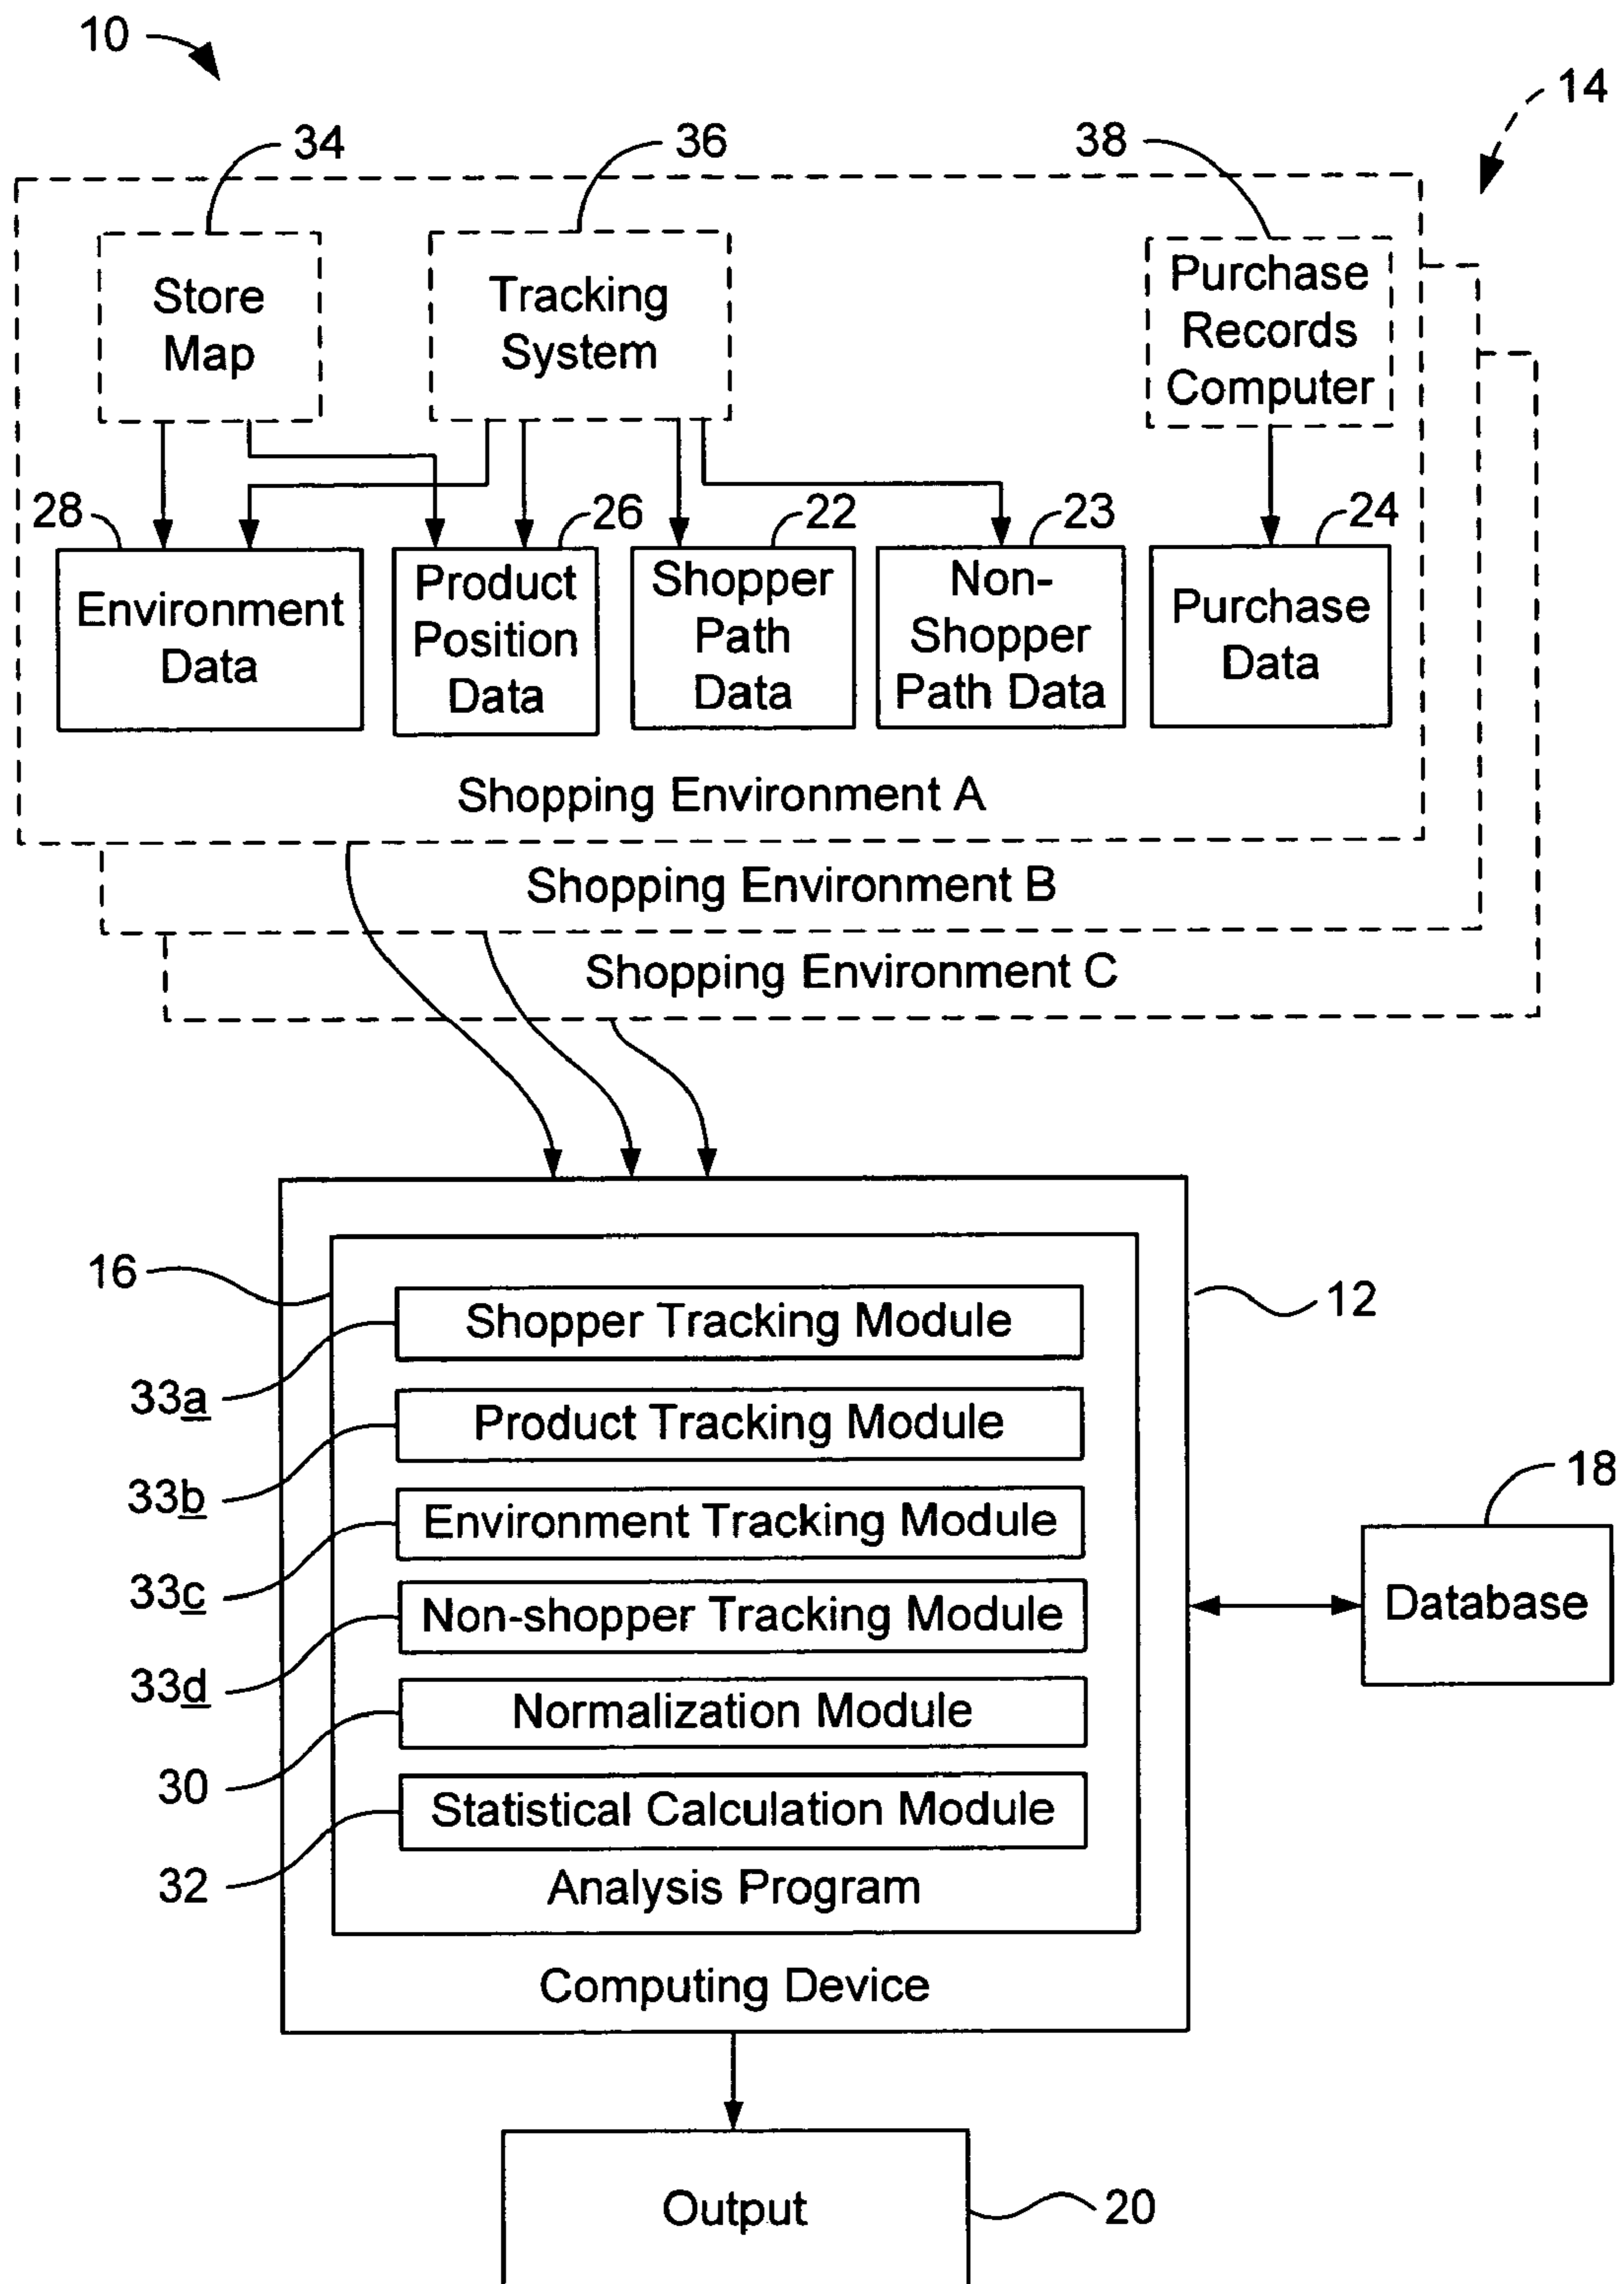 10
14
34
36
38
Store
Map
Tracking
System
Purchase
Records
Computer
28
26
22
23
24
Environment
Data
Product
Position
Data
Shopper
Path
Data
Non-
Shopper
Path Data
Purchase
Data
Shopping Environment A
Shopping Environment B
Shopping Environment C
16
12
Shopper Tracking Module
33a
Product Tracking Module
33b
Environment Tracking Module
33c
Non-shopper Tracking Module
33d
Normalization Module
30
Statistical Calculation Module
32
Analysis Program
Computing Device
18
Database
Output
20